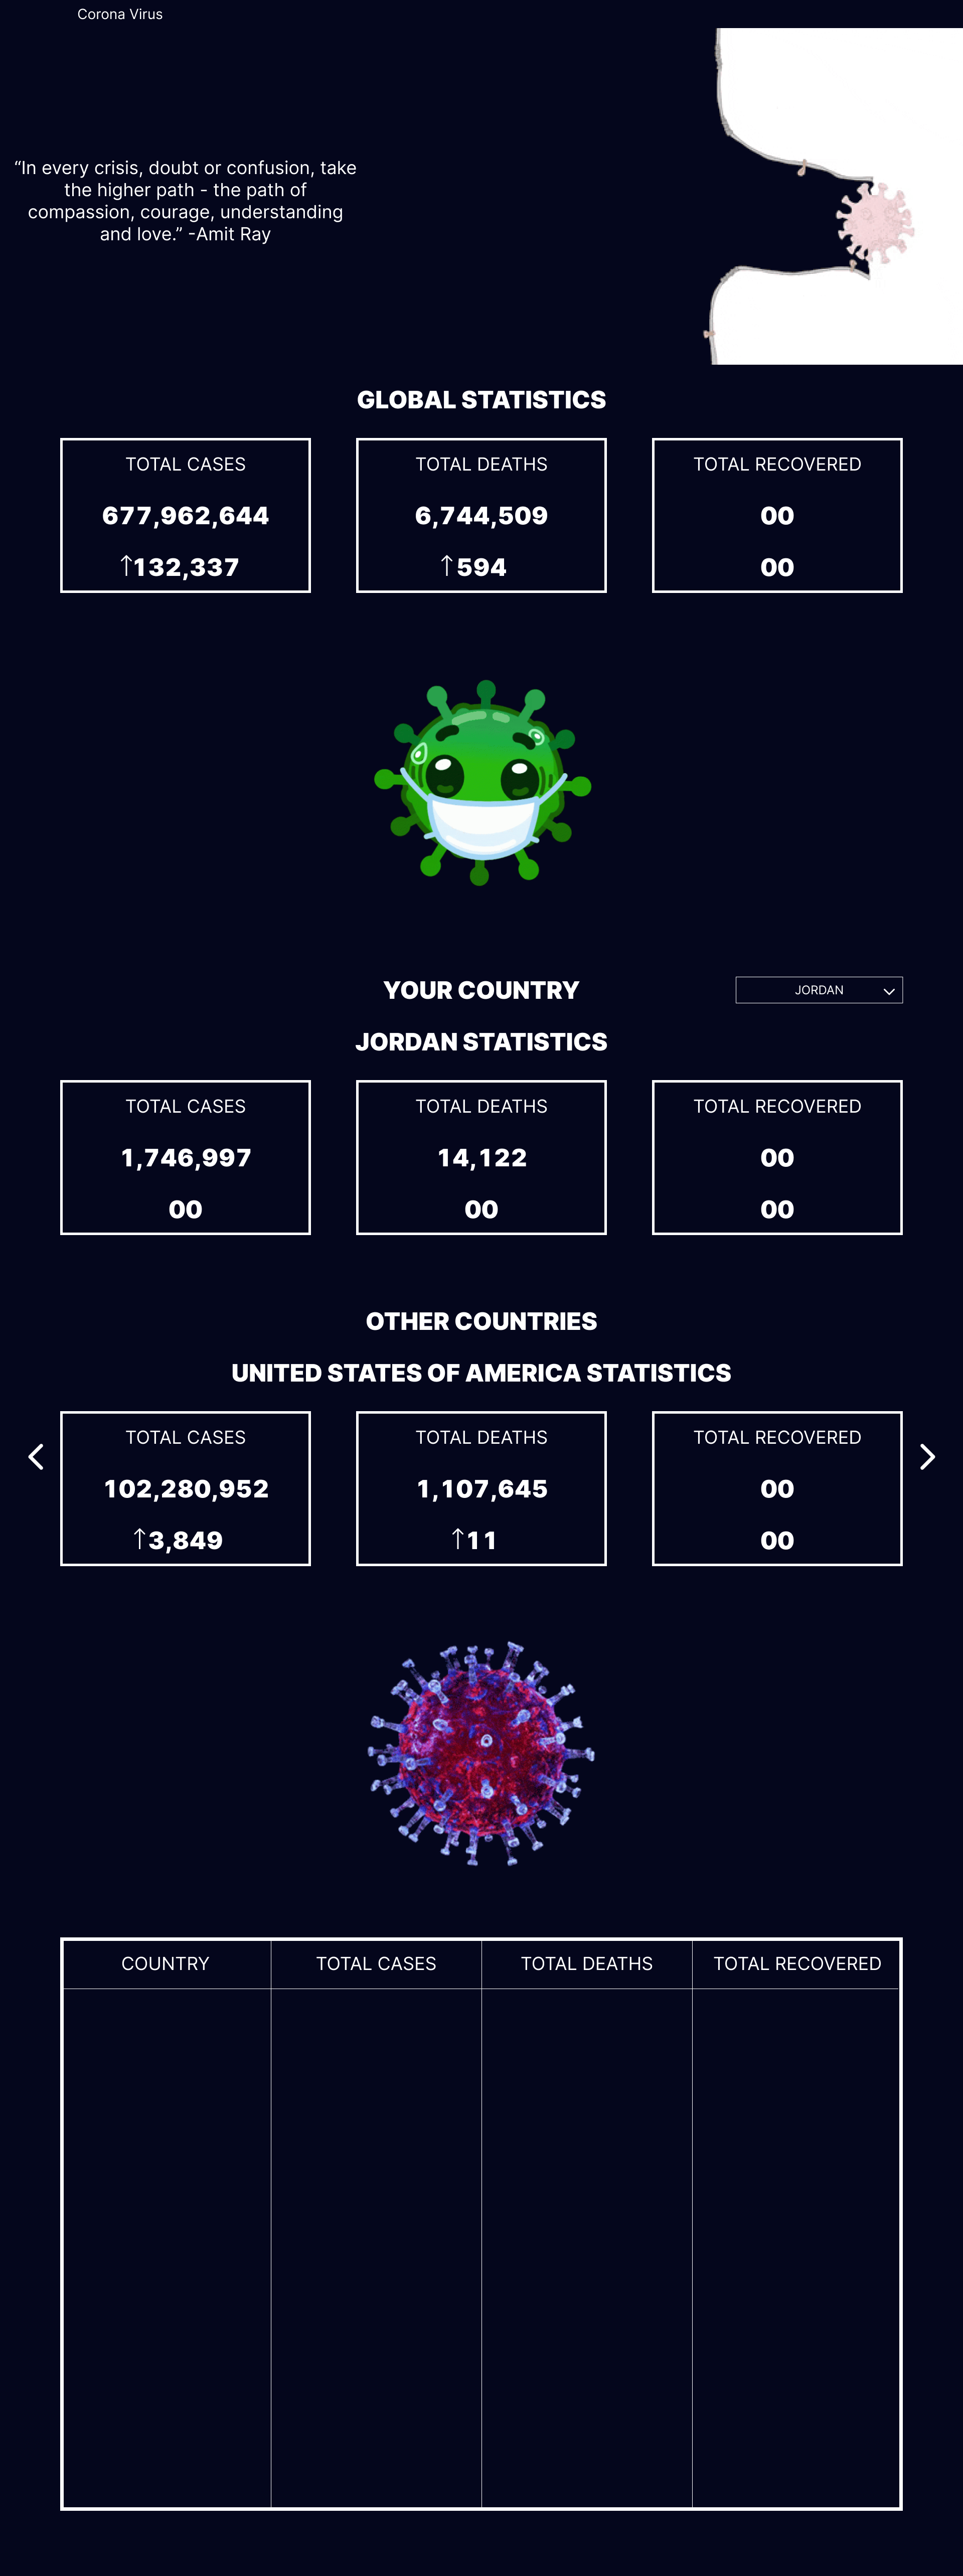 Corona Virus
“In every crisis, doubt or confusion, take
the higher path - the path of
compassion, courage, understanding
and love.” -Amit Ray
GLOBAL STATISTICS
TOTAL CASES
677,962,644
↑132,337
TOTAL DEATHS
6,744,509
↑594
TOTAL RECOVERED
00
00
YOUR COUNTRY
JORDAN
JORDAN STATISTICS
TOTAL CASES
1,746,997
00
TOTAL DEATHS
14,122
00
TOTAL RECOVERED
00
00
OTHER COUNTRIES
UNITED STATES OF AMERICA STATISTICS
TOTAL CASES
102,280,952
↑3,849
TOTAL DEATHS
1,107,645
↑11
TOTAL RECOVERED
00
00
COUNTRY TOTAL CASES TOTAL DEATHS TOTAL RECOVERED